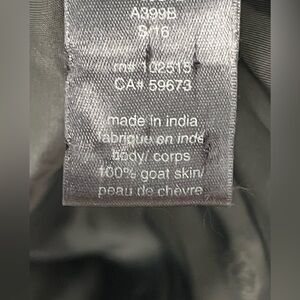 A399B
S/16
rn# 102515
CA# 59673
made in india
fabriqué en inde
body/ corps
100% goat skin/
peau de chèvre